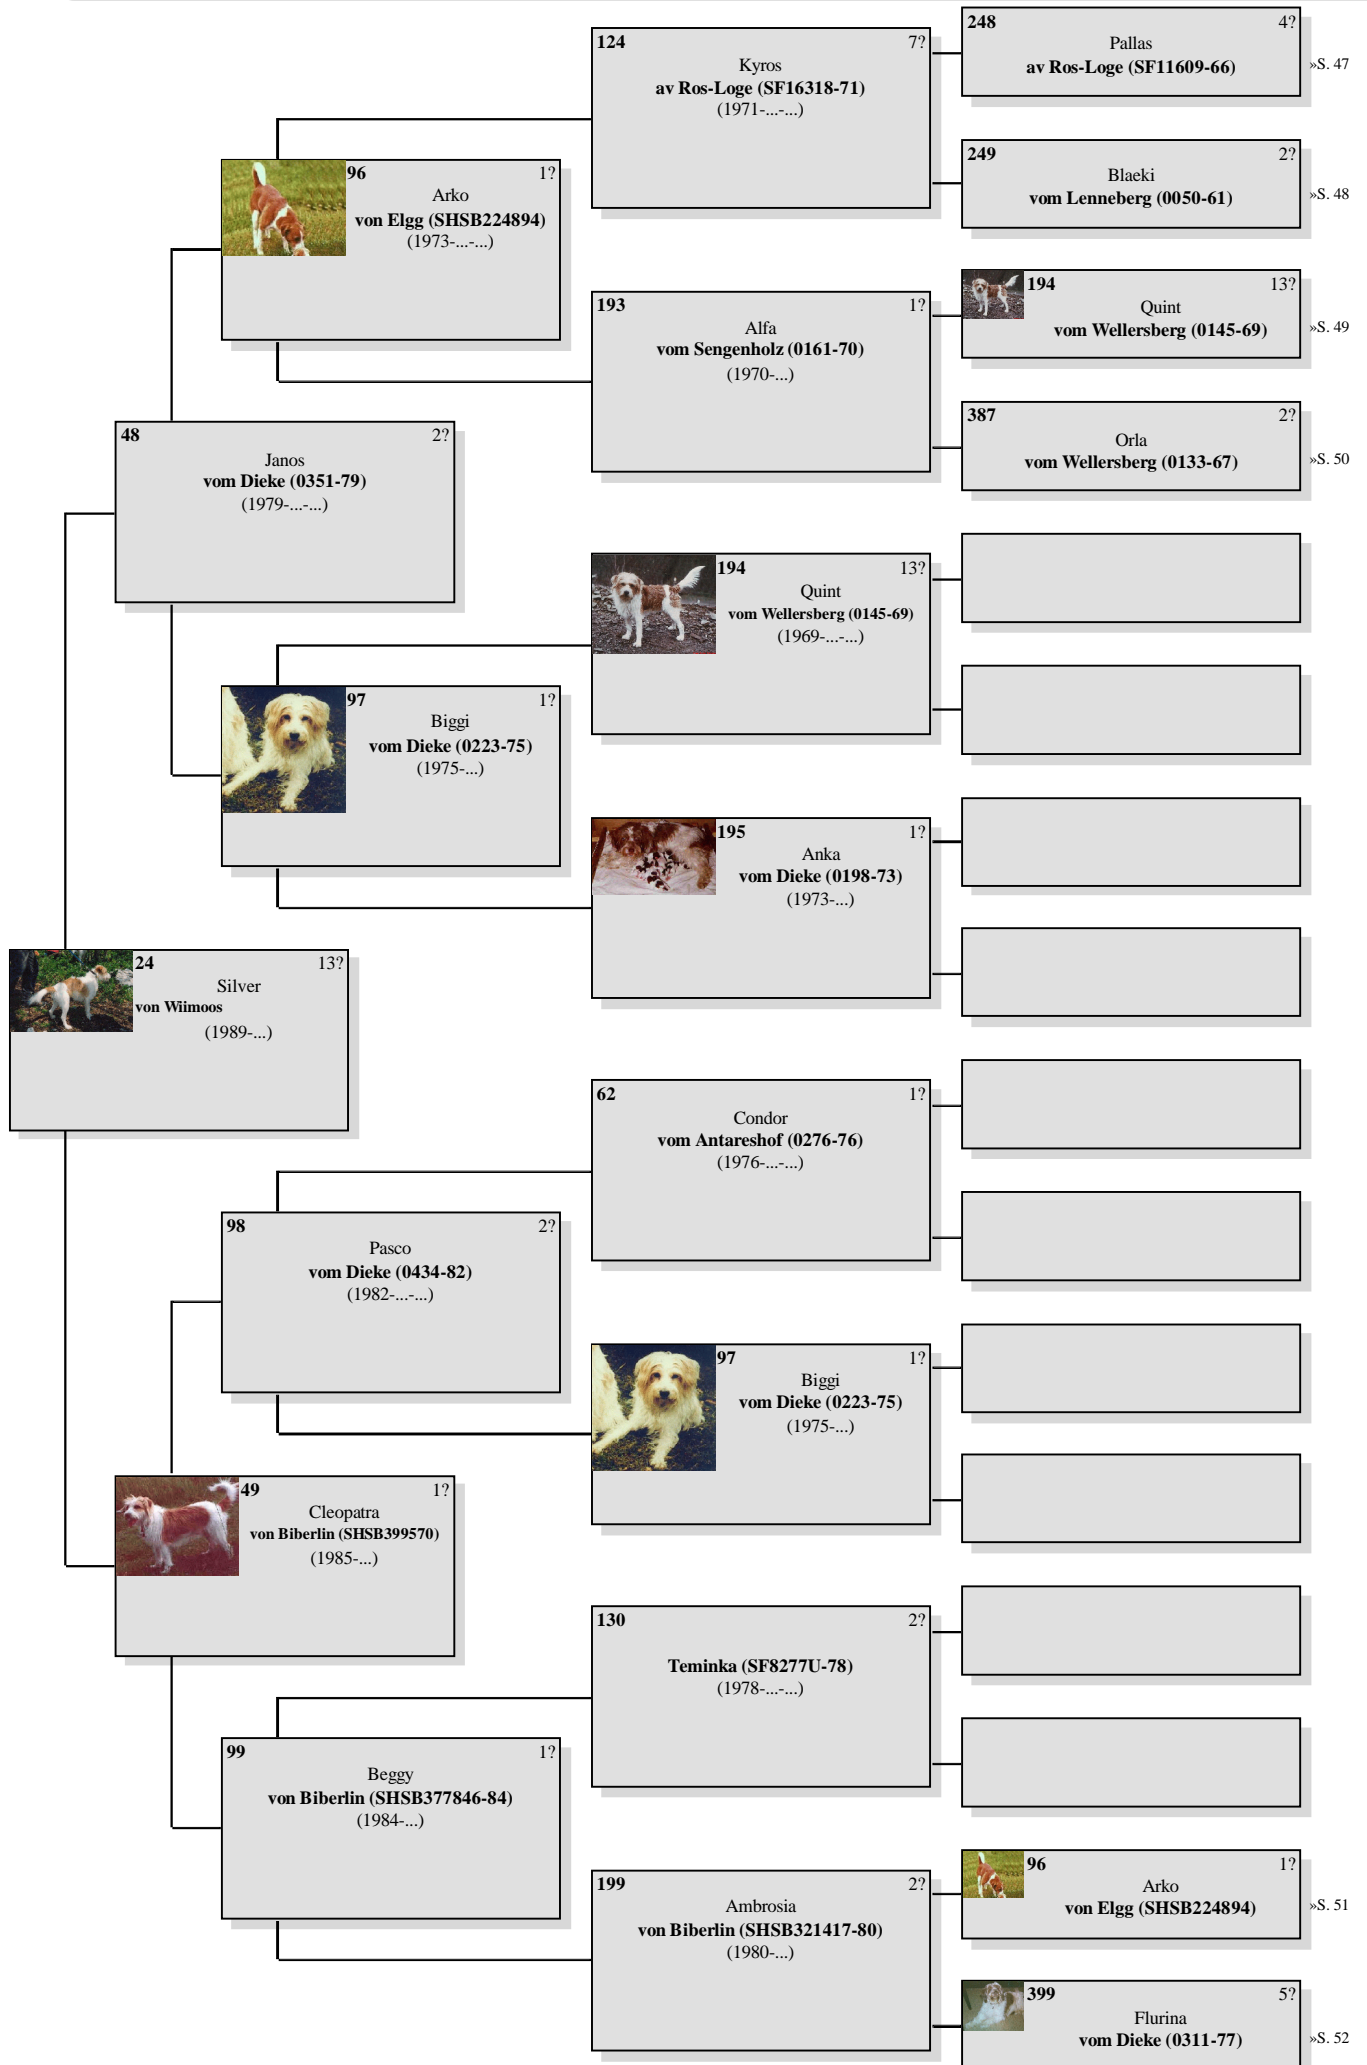 248 4?
Pallas
av Ros-Loge (SF11609-66)
»S. 47
124 7?
Kyros
av Ros-Loge (SF16318-71)
(1971-...-...)
249 2?
Blaeki
vom Lenneberg (0050-61)
»S. 48
96 1?
Arko
von Elgg (SHSB224894)
(1973-...-...)
194 13?
Quint
vom Wellersberg (0145-69)
»S. 49
193 1?
Alfa
vom Sengenholz (0161-70)
(1970-...)
387 2?
Orla
vom Wellersberg (0133-67)
»S. 50
48 2?
Janos
vom Dieke (0351-79)
(1979-...-...)
194 13?
Quint
vom Wellersberg (0145-69)
(1969-...-...)
97 1?
Biggi
vom Dieke (0223-75)
(1975-...)
195 1?
Anka
vom Dieke (0198-73)
(1973-...)
24 13?
Silver
von Wiimoos
(1989-...)
62 1?
Condor
vom Antareshof (0276-76)
(1976-...-...)
98 2?
Pasco
vom Dieke (0434-82)
(1982-...-...)
97 1?
Biggi
vom Dieke (0223-75)
(1975-...)
49 1?
Cleopatra
von Biberlin (SHSB399570)
(1985-...)
130 2?
Teminka (SF8277U-78)
(1978-...-...)
99 1?
Beggy
von Biberlin (SHSB377846-84)
(1984-...)
96 1?
Arko
von Elgg (SHSB224894)
»S. 51
199 2?
Ambrosia
von Biberlin (SHSB321417-80)
(1980-...)
399 5?
Flurina
vom Dieke (0311-77)
»S. 52